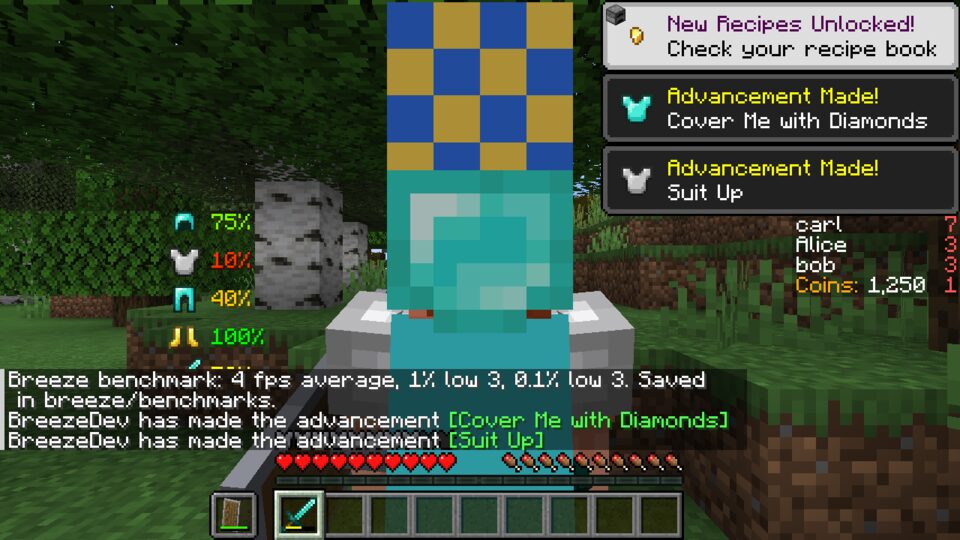 New Recipes Unlocked!
Check your recipe book
Advancement Made!
Cover Me with Diamonds
Advancement Made!
Suit Up
carl 7
Alice 3
bob 3
Coins: 1,250 1
75%
10%
40%
100%
Breeze benchmark: 4 fps average, 1% low 3, 0.1% low 3. Saved
in breeze/benchmarks.
BreezeDev has made the advancement [Cover Me with Diamonds]
BreezeDev has made the advancement [Suit Up]